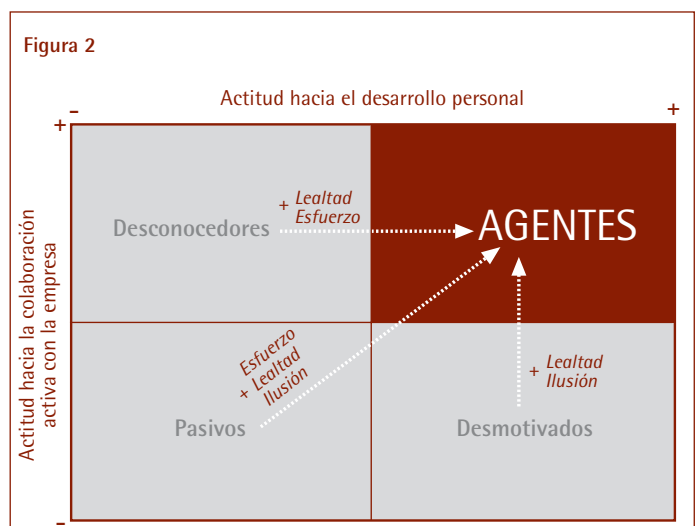 Figura 2
Actitud hacia el desarrollo personal
- +
+
Actitud hacia la colaboración
activa con la empresa
-
+ Lealtad
Esfuerzo
Desconocedores
AGENTES
Esfuerzo
+ Lealtad
Ilusión
Pasivos
+ Lealtad
Ilusión
Desmotivados